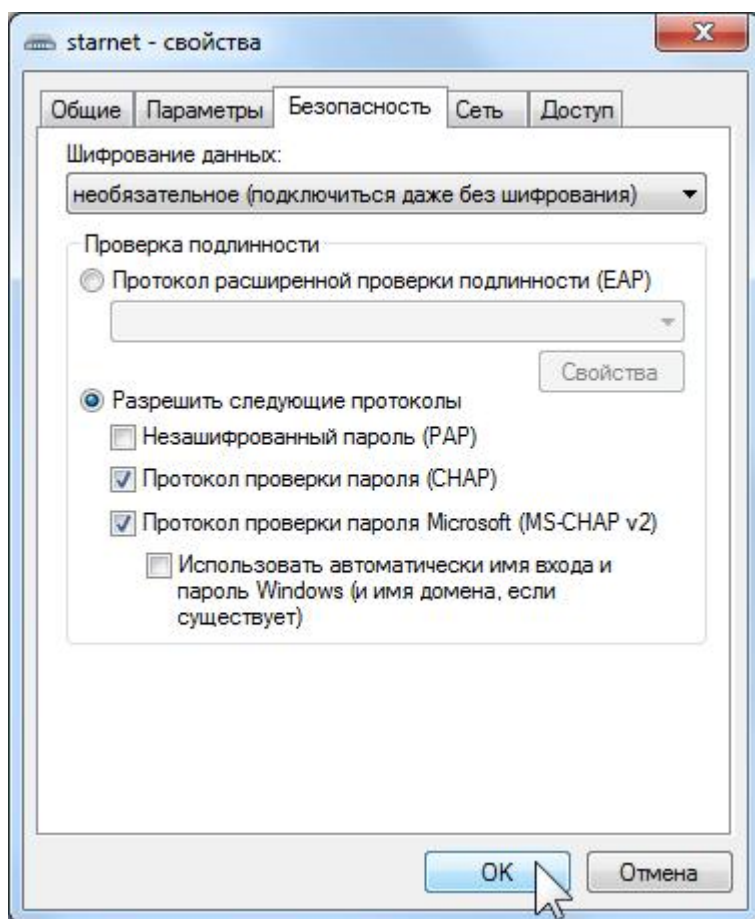 starnet - свойства
Общие Параметры Безопасность Сеть Доступ
Шифрование данных:
необязательное (подключиться даже без шифрования)
Проверка подлинности
Протокол расширенной проверки подлинности (EAP)
Свойства
Разрешить следующие протоколы
Незашифрованный пароль (PAP)
Протокол проверки пароля (CHAP)
Протокол проверки пароля Microsoft (MS-CHAP v2)
Использовать автоматически имя входа и
пароль Windows (и имя домена, если
существует)
OK Отмена